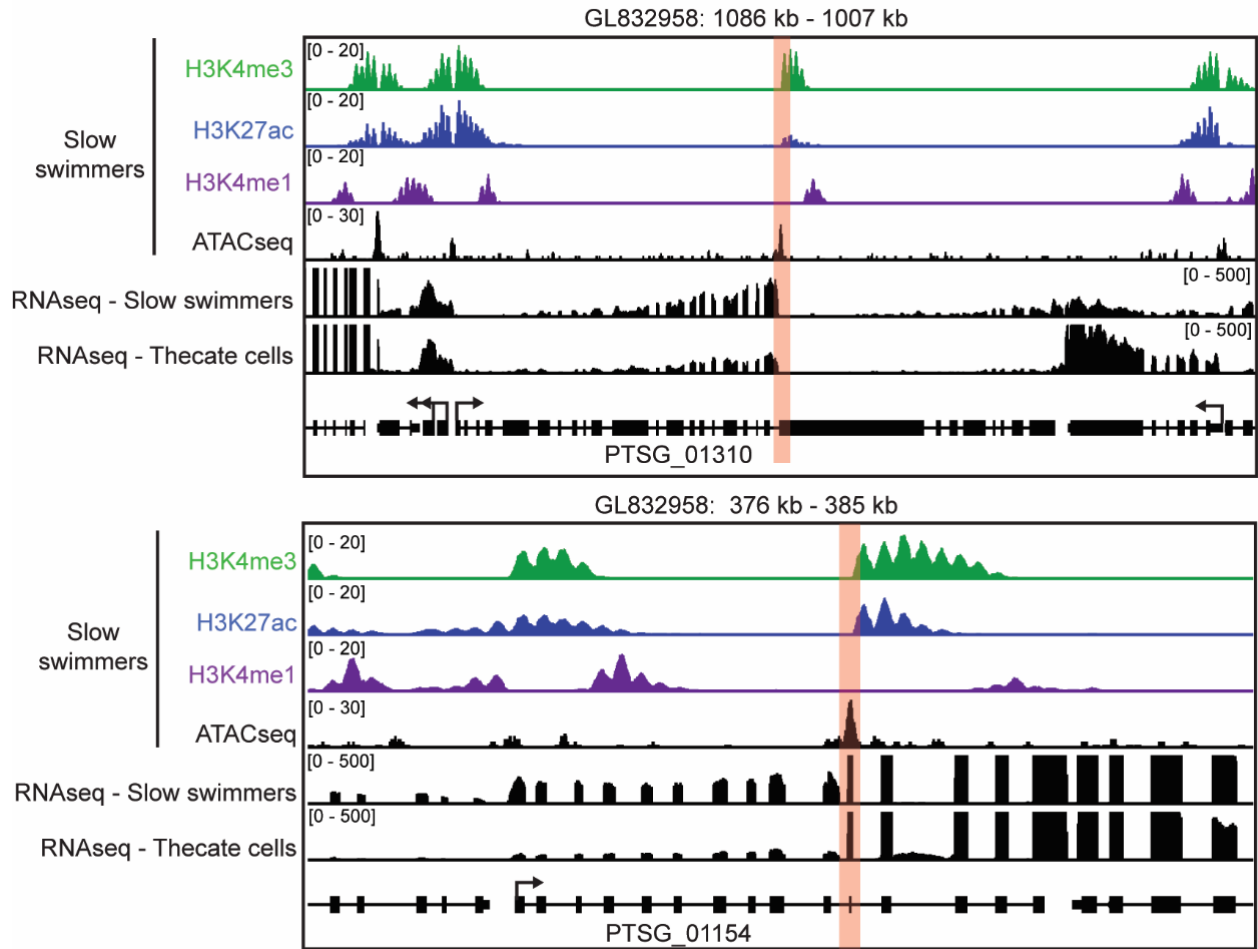 GL832958: 1086 kb - 1007 kb
Slow
swimmers
H3K4me3
[0 - 20]
H3K27ac
[0 - 20]
H3K4me1
[0 - 20]
ATACseq
[0 - 30]
RNAseq - Slow swimmers
[0 - 500]
RNAseq - Thecate cells
[0 - 500]
PTSG_01310
GL832958: 376 kb - 385 kb
Slow
swimmers
H3K4me3
[0 - 20]
H3K27ac
[0 - 20]
H3K4me1
[0 - 20]
ATACseq
[0 - 30]
RNAseq - Slow swimmers
[0 - 500]
RNAseq - Thecate cells
[0 - 500]
PTSG_01154